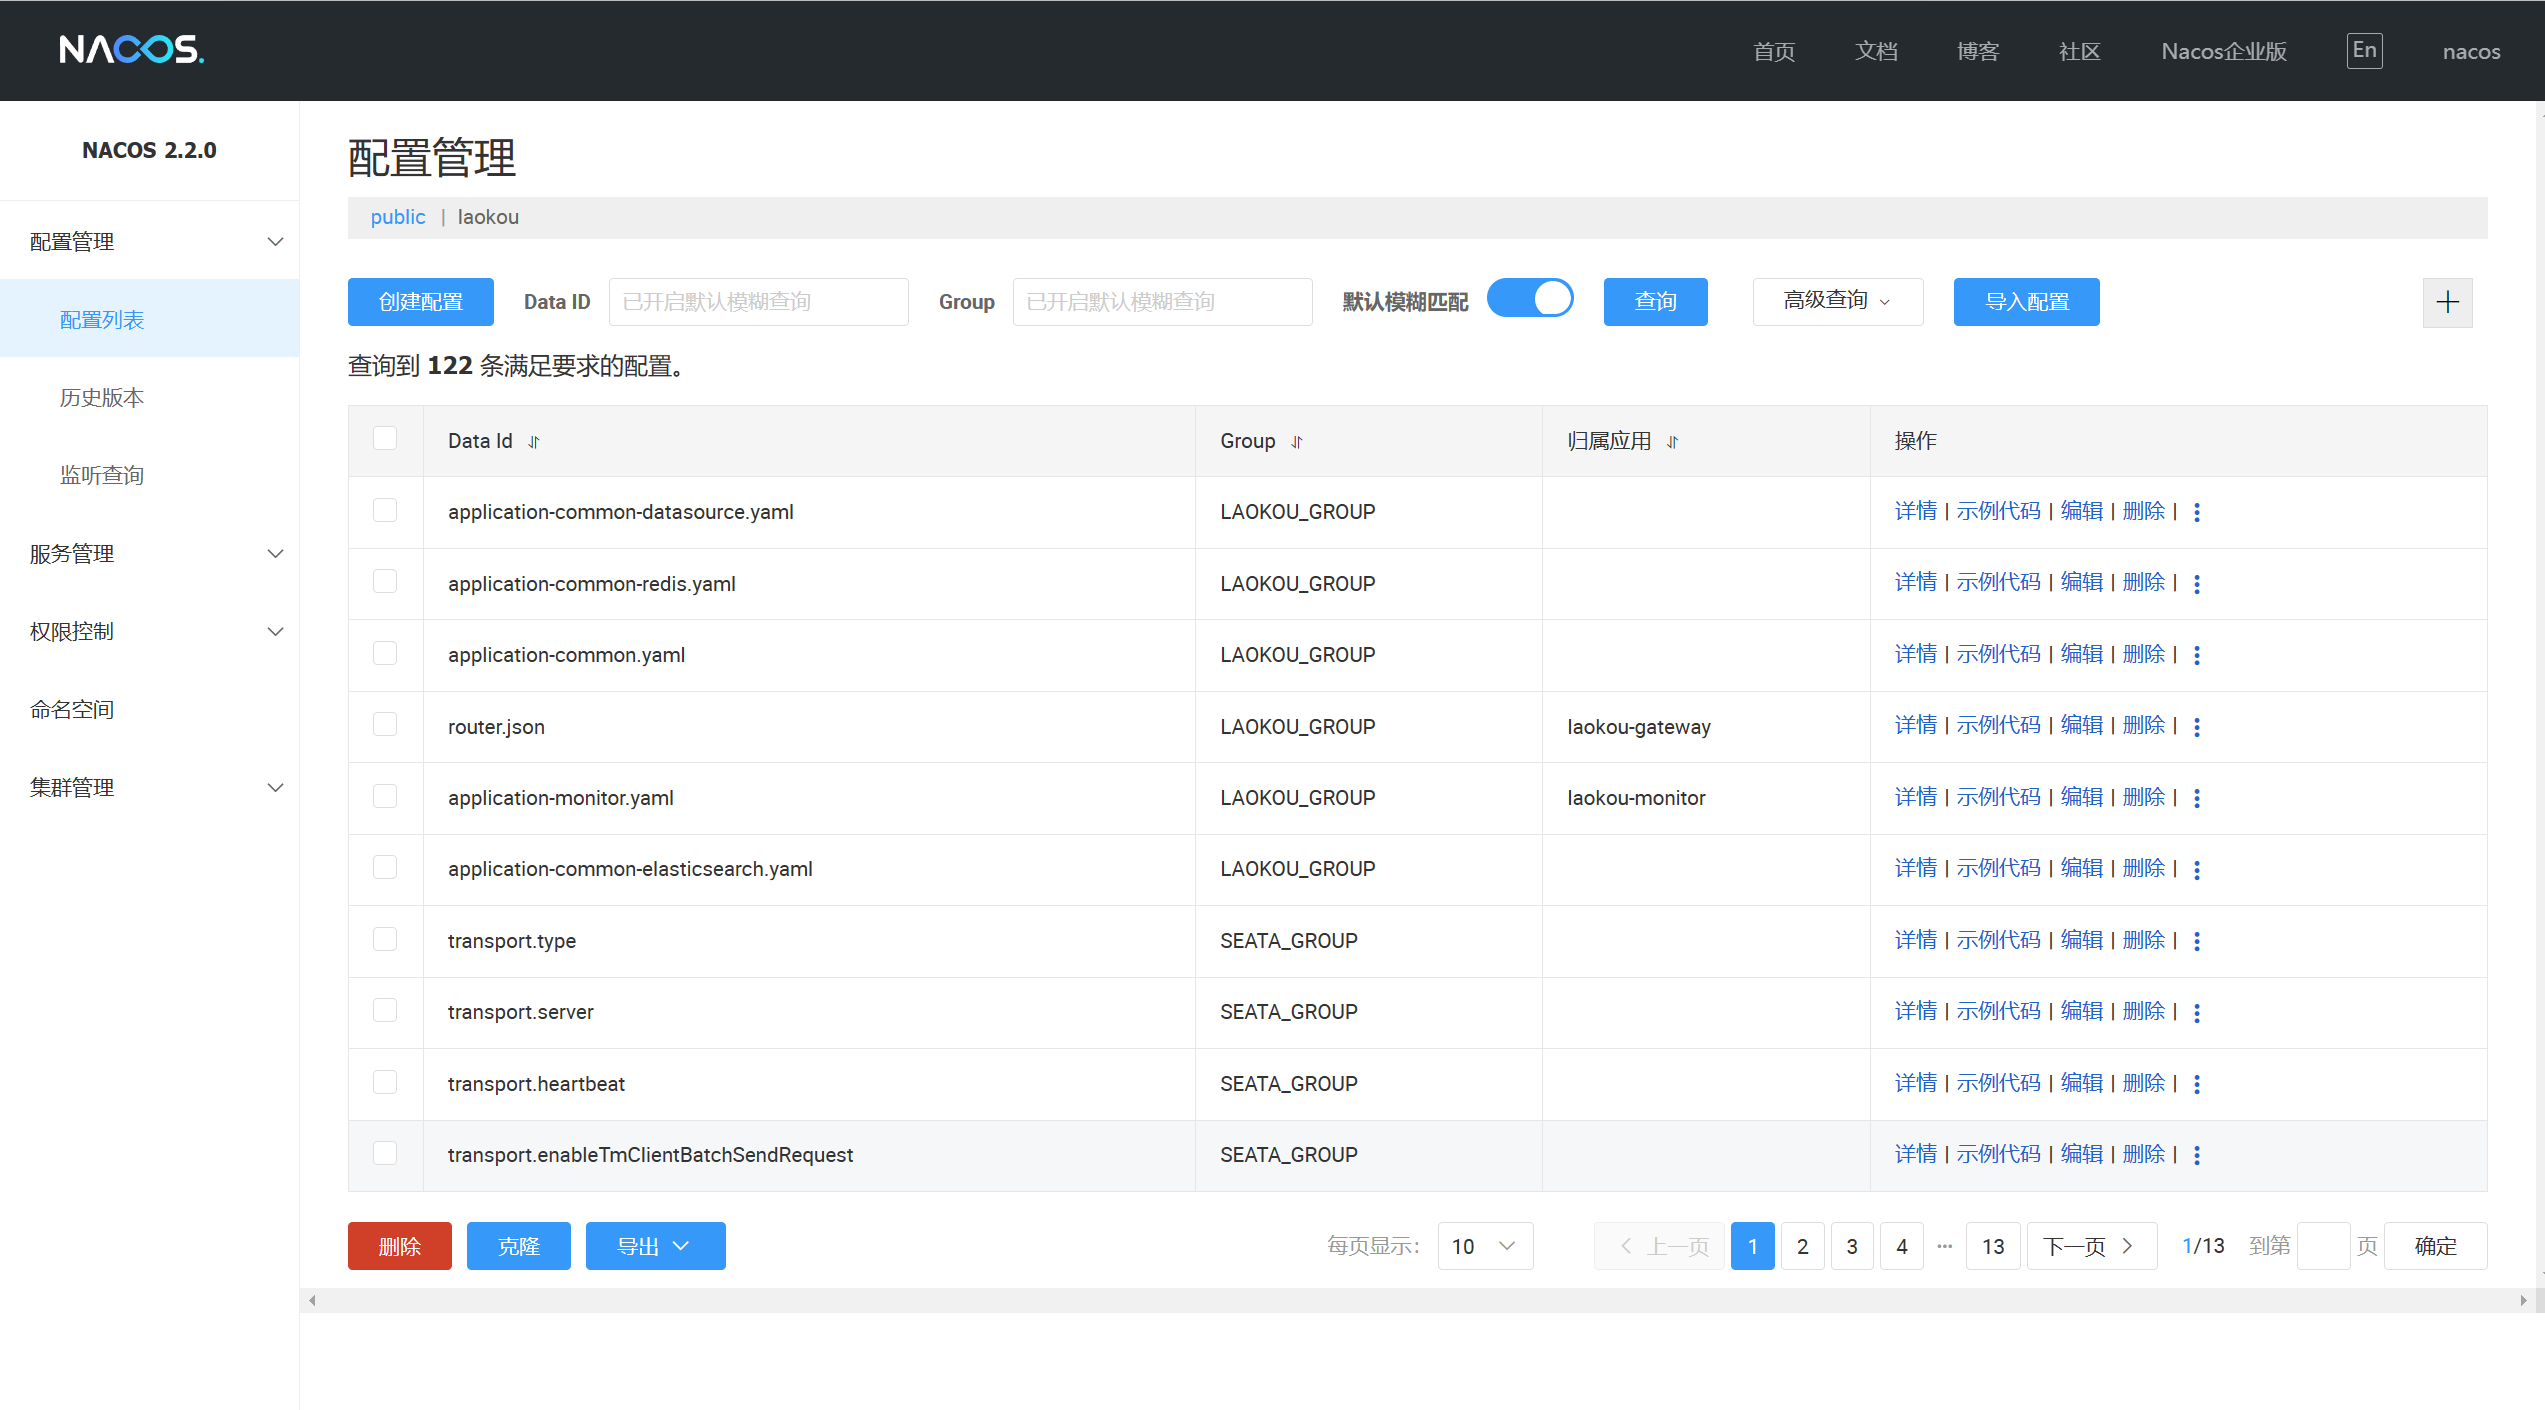 NACOS.
首页 文档 博客 社区 Nacos企业版 En nacos
NACOS 2.2.0
配置管理
配置列表
历史版本
监听查询
服务管理
权限控制
命名空间
集群管理
配置管理
public | laokou
创建配置 Data ID 已开启默认模糊查询 Group 已开启默认模糊查询 默认模糊匹配 查询 高级查询 导入配置 +
查询到 122 条满足要求的配置。
Data Id Group 归属应用 操作
application-common-datasource.yaml LAOKOU_GROUP 详情 | 示例代码 | 编辑 | 删除 |
application-common-redis.yaml LAOKOU_GROUP 详情 | 示例代码 | 编辑 | 删除 |
application-common.yaml LAOKOU_GROUP 详情 | 示例代码 | 编辑 | 删除 |
router.json LAOKOU_GROUP laokou-gateway 详情 | 示例代码 | 编辑 | 删除 |
application-monitor.yaml LAOKOU_GROUP laokou-monitor 详情 | 示例代码 | 编辑 | 删除 |
application-common-elasticsearch.yaml LAOKOU_GROUP 详情 | 示例代码 | 编辑 | 删除 |
transport.type SEATA_GROUP 详情 | 示例代码 | 编辑 | 删除 |
transport.server SEATA_GROUP 详情 | 示例代码 | 编辑 | 删除 |
transport.heartbeat SEATA_GROUP 详情 | 示例代码 | 编辑 | 删除 |
transport.enableTmClientBatchSendRequest SEATA_GROUP 详情 | 示例代码 | 编辑 | 删除 |
删除 克隆 导出 每页显示: 10 上一页 1 2 3 4 ··· 13 下一页 1/13 到第 页 确定